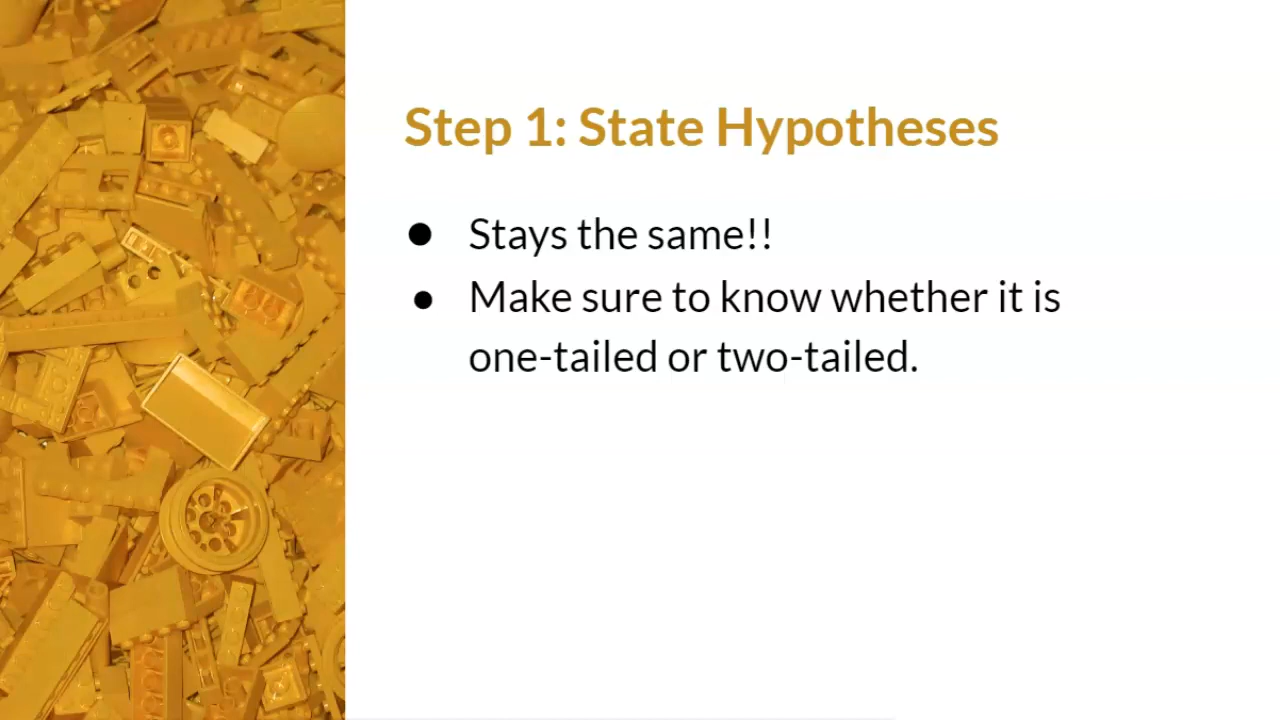 Step 1: State Hypotheses
● Stays the same!!
● Make sure to know whether it is
one-tailed or two-tailed.